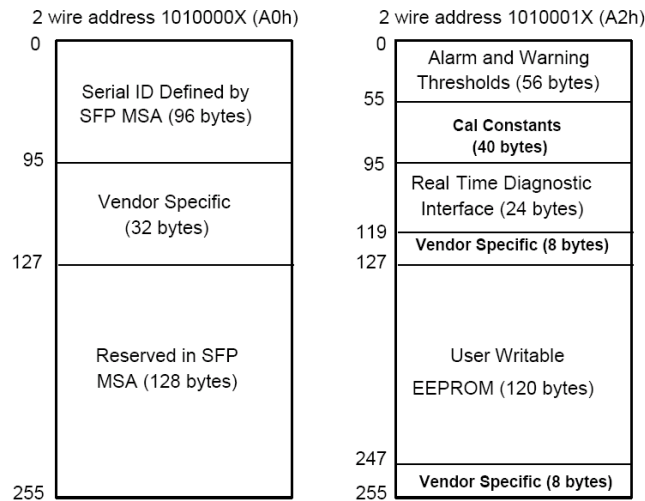 2 wire address 1010000X (A0h)
0
Serial ID Defined by
SFP MSA (96 bytes)
95
Vendor Specific
(32 bytes)
127
Reserved in SFP
MSA (128 bytes)
255
2 wire address 1010001X (A2h)
0
Alarm and Warning
Thresholds (56 bytes)
55
Cal Constants
(40 bytes)
95
Real Time Diagnostic
Interface (24 bytes)
119
Vendor Specific (8 bytes)
127
User Writable
EEPROM (120 bytes)
247
Vendor Specific (8 bytes)
255